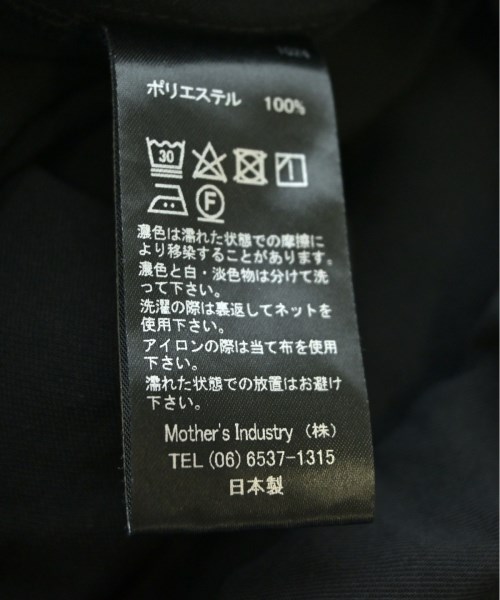 ポリエステル 100%
30
F
濃色は濡れた状態での摩擦に
より移染することがあります。
濃色と白・淡色物は分けて洗
って下さい。
洗濯の際は裏返してネットを
使用下さい。
アイロンの際は当て布を使用
下さい。
濡れた状態での放置はお避け
下さい。
Mother's Industry (株)
TEL (06) 6537-1315
日本製